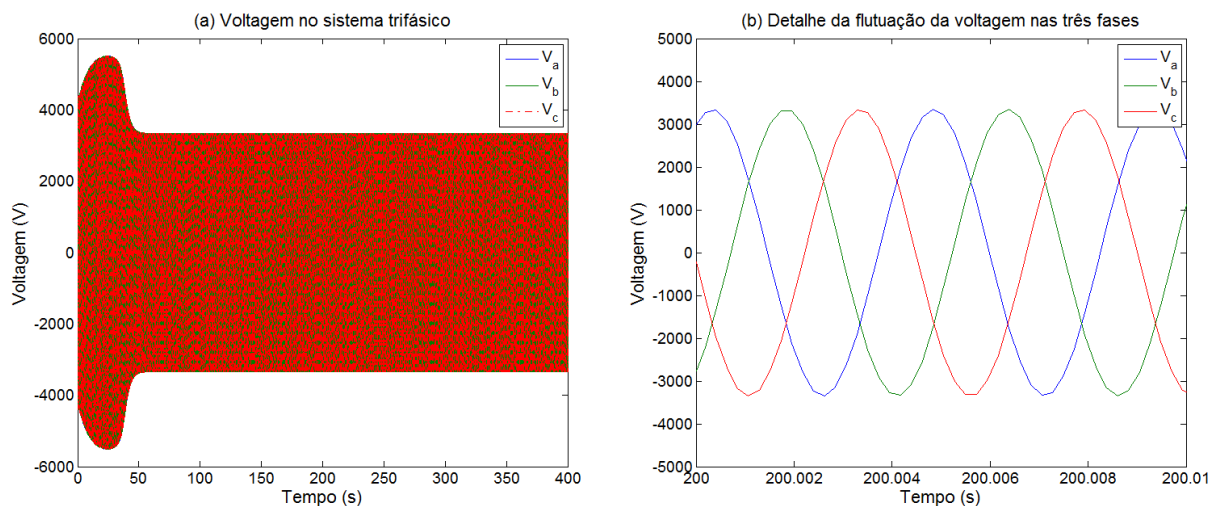 (a) Voltagem no sistema trifásico
Voltagem (V)
6000
4000
2000
0
-2000
-4000
-6000
V_a
V_b
V_c
0 50 100 150 200 250 300 350 400
Tempo (s)
(b) Detalhe da flutuação da voltagem nas três fases
Voltagem (V)
5000
4000
3000
2000
1000
0
-1000
-2000
-3000
-4000
-5000
V_a
V_b
V_c
200 200.002 200.004 200.006 200.008 200.01
Tempo (s)